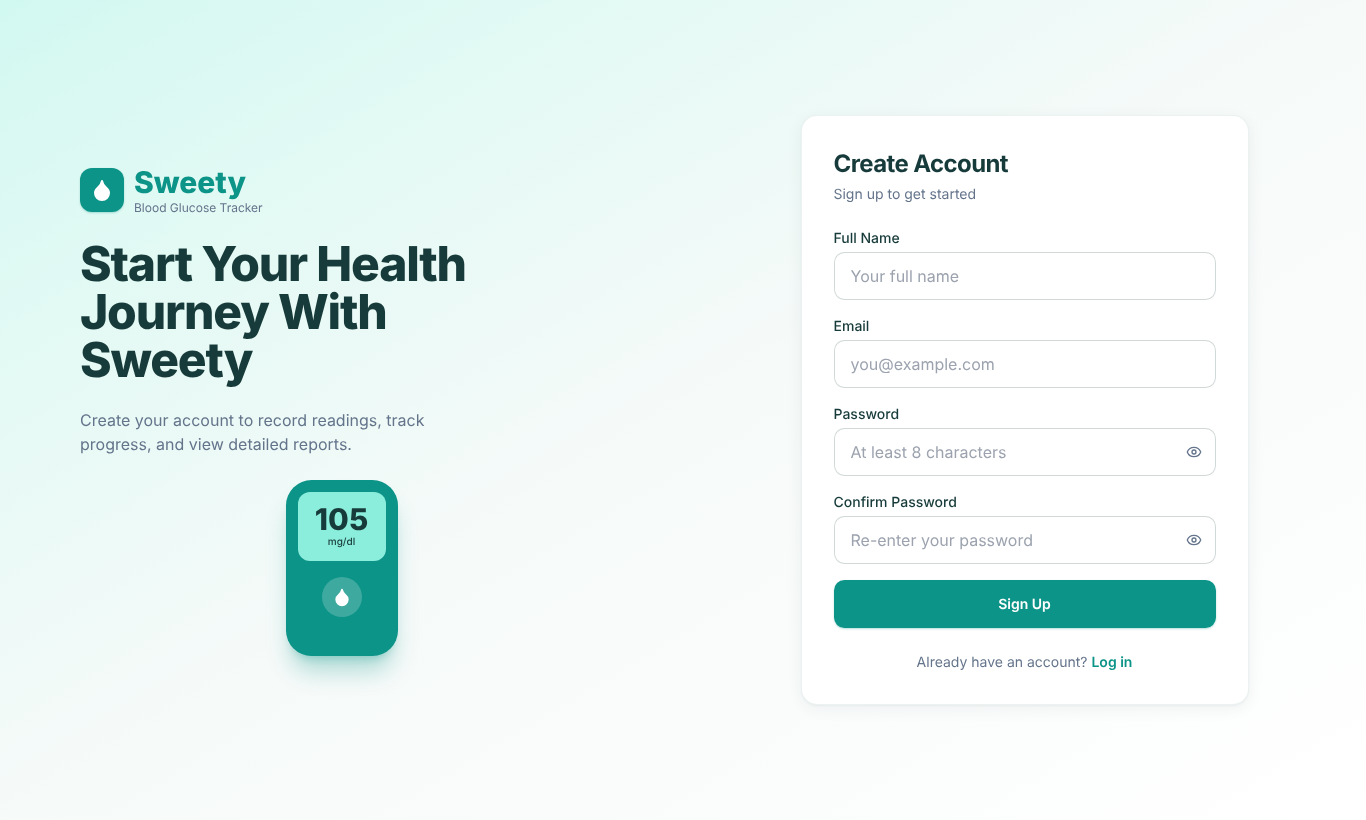 Sweety
Blood Glucose Tracker
Start Your Health
Journey With
Sweety
Create your account to record readings, track
progress, and view detailed reports.
105
mg/dl
Create Account
Sign up to get started
Full Name
Your full name
Email
you@example.com
Password
At least 8 characters
Confirm Password
Re-enter your password
Sign Up
Already have an account? Log in